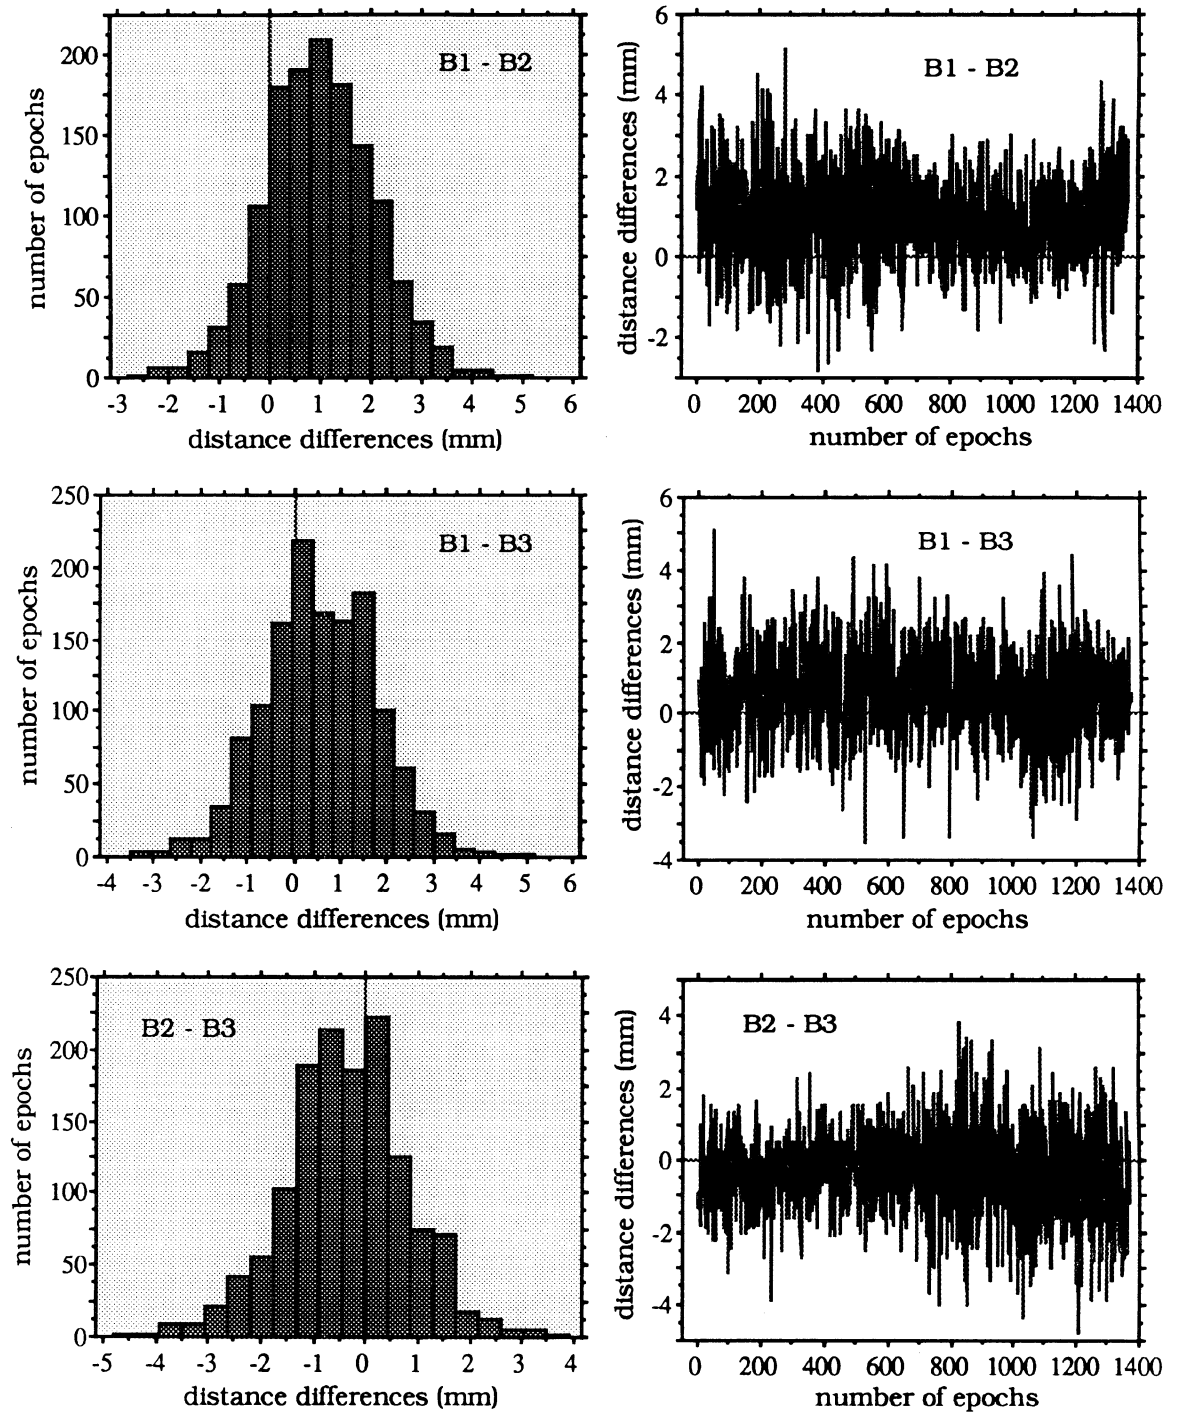 B1 - B2
number of epochs
200
150
100
50
0
-3 -2 -1 0 1 2 3 4 5 6
distance differences (mm)
B1 - B2
distance differences (mm)
6
4
2
0
-2
0 200 400 600 800 1000 1200 1400
number of epochs
B1 - B3
number of epochs
250
200
150
100
50
0
-4 -3 -2 -1 0 1 2 3 4 5 6
distance differences (mm)
B1 - B3
distance differences (mm)
6
4
2
0
-2
-4
0 200 400 600 800 1000 1200 1400
number of epochs
B2 - B3
number of epochs
250
200
150
100
50
0
-5 -4 -3 -2 -1 0 1 2 3 4
distance differences (mm)
B2 - B3
distance differences (mm)
4
2
0
-2
-4
0 200 400 600 800 1000 1200 1400
number of epochs